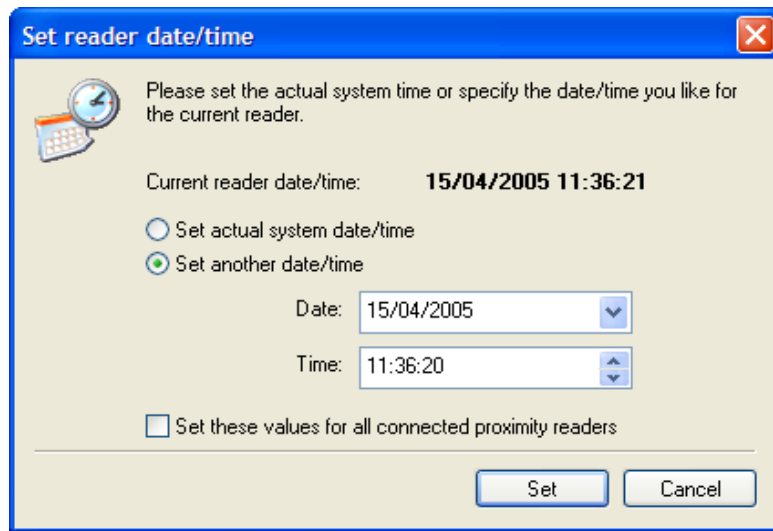 Set reader date/time
Please set the actual system time or specify the date/time you like for
the current reader.
Current reader date/time: 15/04/2005 11:36:21
Set actual system date/time
Set another date/time
Date: 15/04/2005
Time: 11:36:20
Set these values for all connected proximity readers
Set Cancel